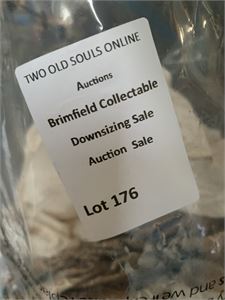 TWO OLD SOULS ONLINE
Auctions
Brimfield Collectable
Downsizing Sale
Auction Sale
Lot 176